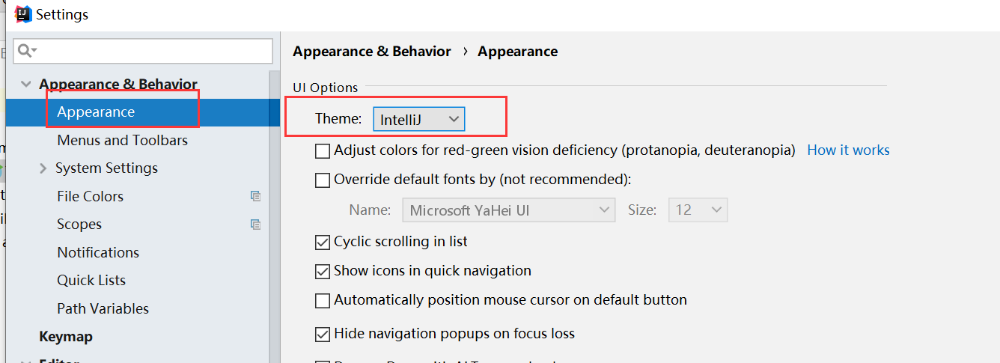 Settings
Appearance & Behavior
Appearance
Menus and Toolbars
System Settings
File Colors
Scopes
Notifications
Quick Lists
Path Variables
Keymap
Editor
Appearance & Behavior › Appearance
UI Options
Theme: IntelliJ
Adjust colors for red-green vision deficiency (protanopia, deuteranopia) How it works
Override default fonts by (not recommended):
Name: Microsoft YaHei UI Size: 12
Cyclic scrolling in list
Show icons in quick navigation
Automatically position mouse cursor on default button
Hide navigation popups on focus loss